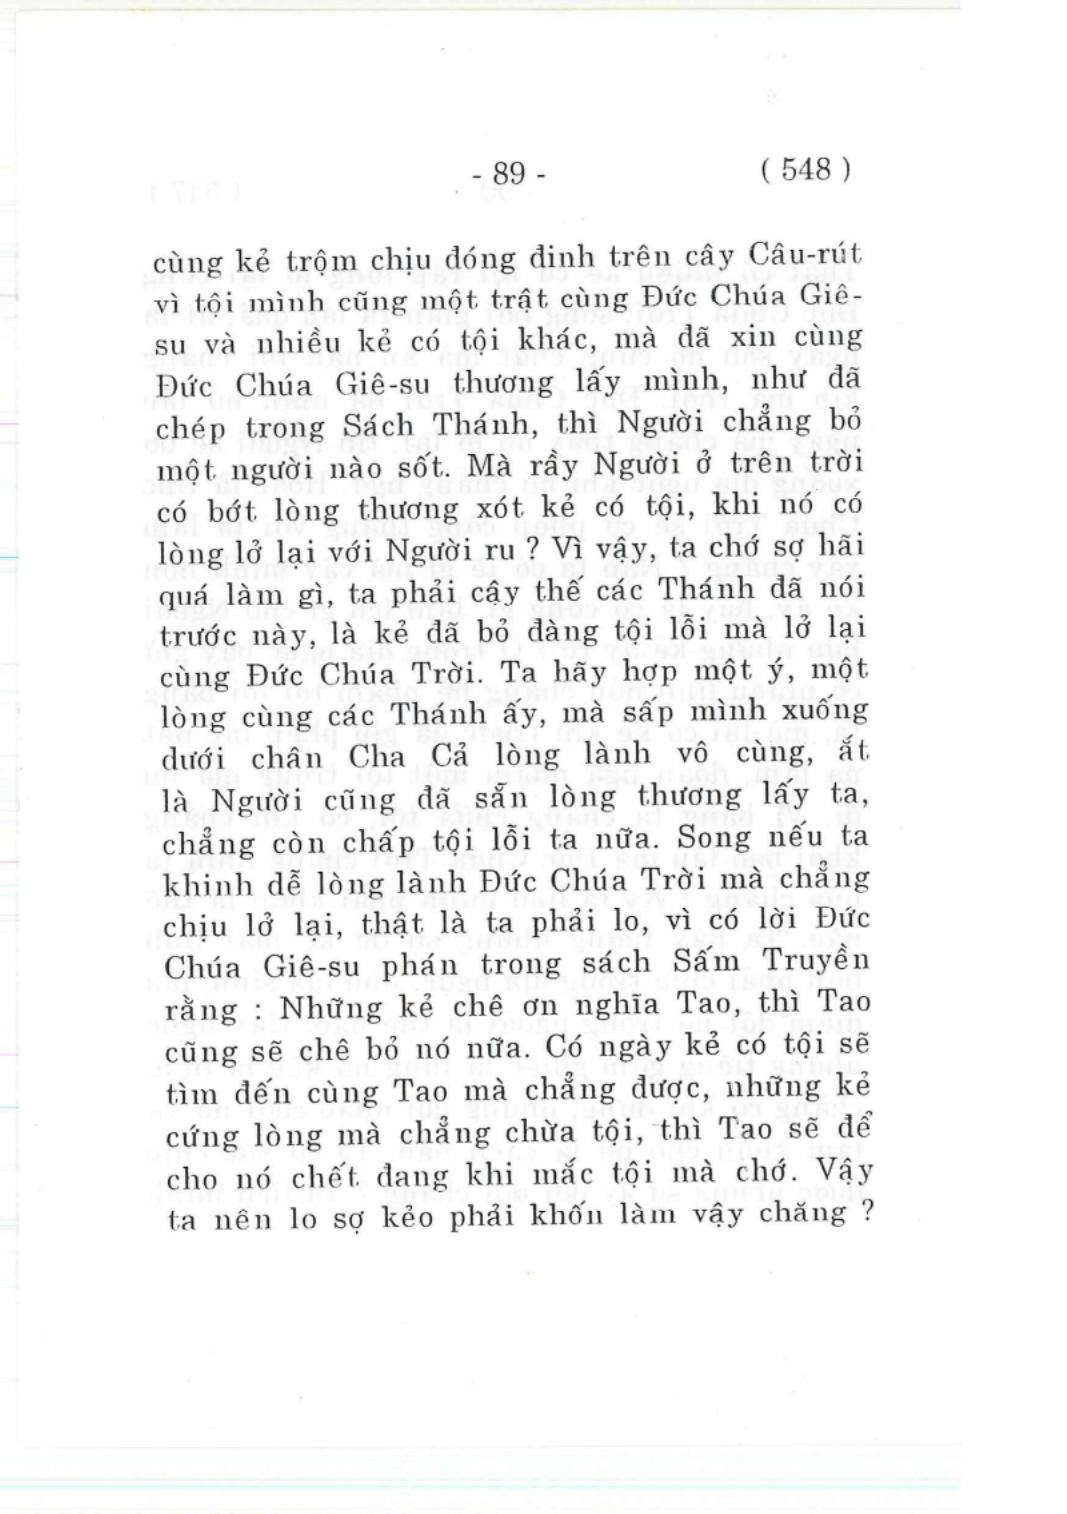 - 89 -
( 548 )
cùng kẻ trộm chịu đóng đinh trên cây Câu-rút
vì tội mình cũng một trật cùng Đức Chúa Giê-
su và nhiều kẻ có tội khác, mà đã xin cùng
Đức Chúa Giê-su thương lấy mình, như đã
chép trong Sách Thánh, thì Người chẳng bỏ
một người nào sốt. Mà rầy Người ở trên trời
có bớt lòng thương xót kẻ có tội, khi nó có
lòng lở lại với Người ru ? Vì vậy, ta chớ sợ hãi
quá làm gì, ta phải cậy thế các Thánh đã nói
trước này, là kẻ đã bỏ đàng tội lỗi mà lở lại
cùng Đức Chúa Trời. Ta hãy hợp một ý, một
lòng cùng các Thánh ấy, mà sấp mình xuống
dưới chân Cha Cả lòng lành vô cùng, ắt
là Người cũng đã sẵn lòng thương lấy ta,
chẳng còn chấp tội lỗi ta nữa. Song nếu ta
khinh dễ lòng lành Đức Chúa Trời mà chẳng
chịu lở lại, thật là ta phải lo, vì có lời Đức
Chúa Giê-su phán trong sách Sấm Truyền
rằng : Những kẻ chê ơn nghĩa Tao, thì Tao
cũng sẽ chê bỏ nó nữa. Có ngày kẻ có tội sẽ
tìm đến cùng Tao mà chẳng được, những kẻ
cứng lòng mà chẳng chừa tội, thì Tao sẽ để
cho nó chết đang khi mắc tội mà chớ. Vậy
ta nên lo sợ kẻo phải khốn làm vậy chăng ?